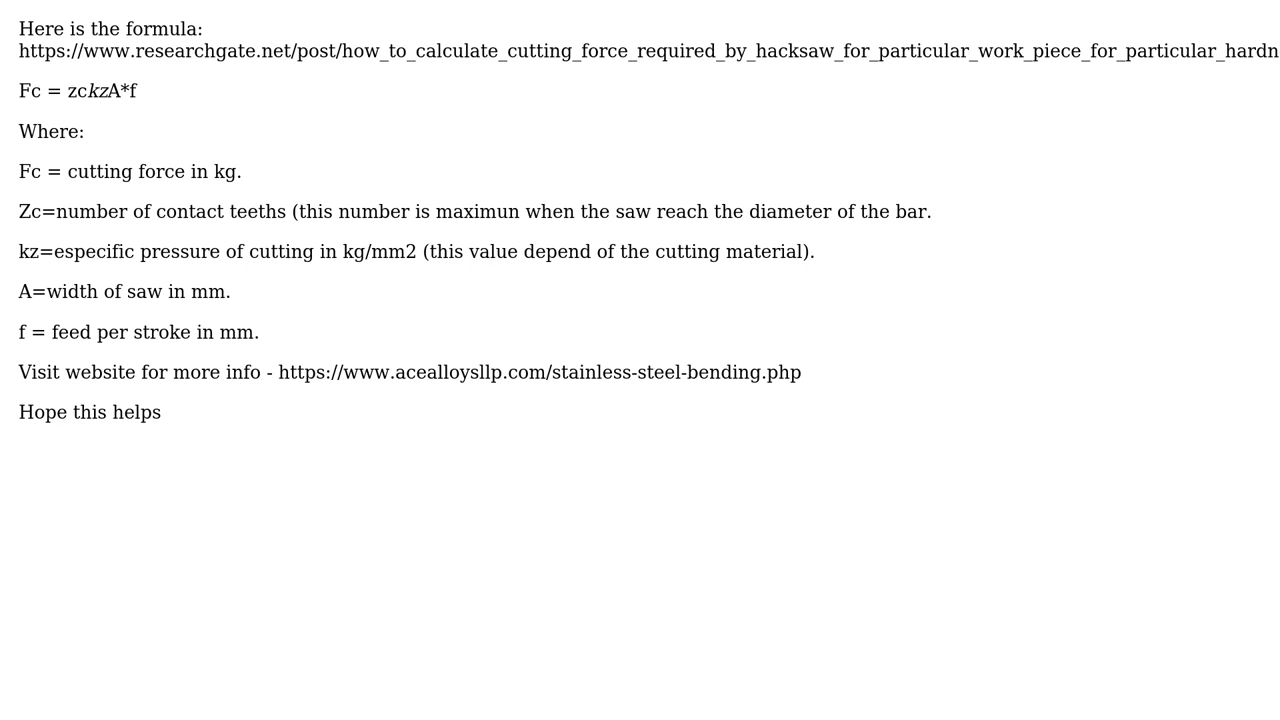 Here is the formula:
https://www.researchgate.net/post/how_to_calculate_cutting_force_required_by_hacksaw_for_particular_work_piece_for_particular_hardn
Fc = zckzA*f
Where:
Fc = cutting force in kg.
Zc=number of contact teeths (this number is maximun when the saw reach the diameter of the bar.
kz=especific pressure of cutting in kg/mm2 (this value depend of the cutting material).
A=width of saw in mm.
f = feed per stroke in mm.
Visit website for more info - https://www.acealloysllp.com/stainless-steel-bending.php
Hope this helps